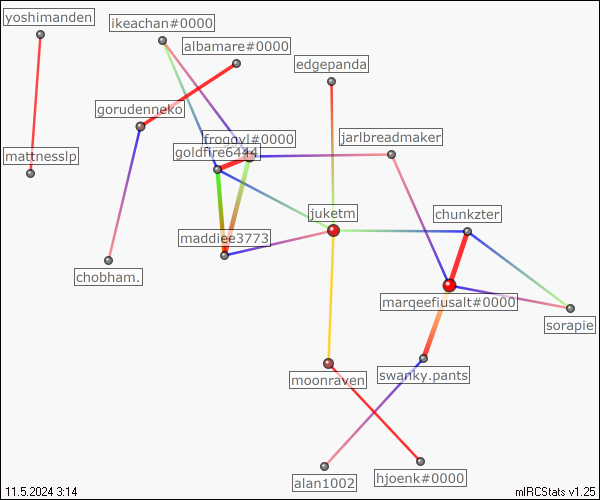 yoshimanden
ikeachan#0000
albamare#0000
edgepanda
gorudenneko
froggyl#0000
jarlbreadmaker
goldfire6444
mattnesslp
juketm
chunkzter
maddiee3773
chobham.
marqeefiusalt#0000
sorapie
moonraven
swanky.pants
alan1002
hjoenk#0000
11.5.2024 3:14
mIRCStats v1.25